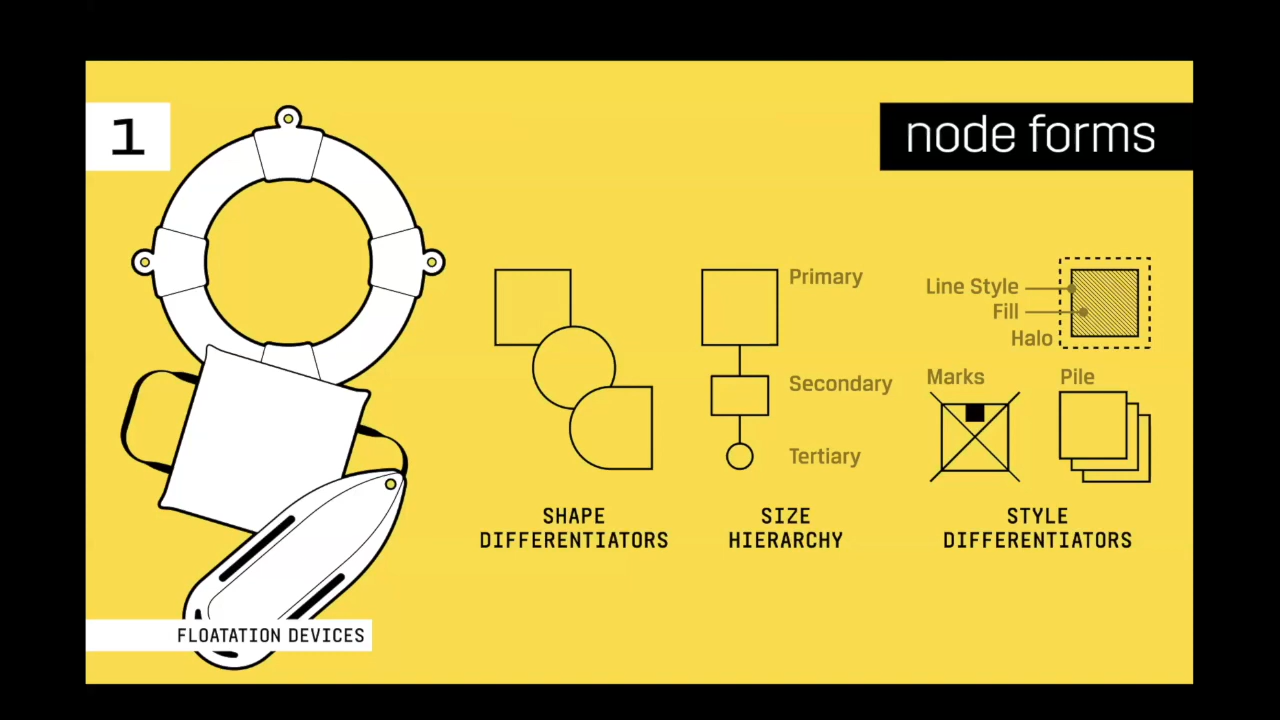 1
node forms
Primary
Secondary
Tertiary
Line Style
Fill
Halo
Marks
Pile
SHAPE
DIFFERENTIATORS
SIZE
HIERARCHY
STYLE
DIFFERENTIATORS
FLOATATION DEVICES